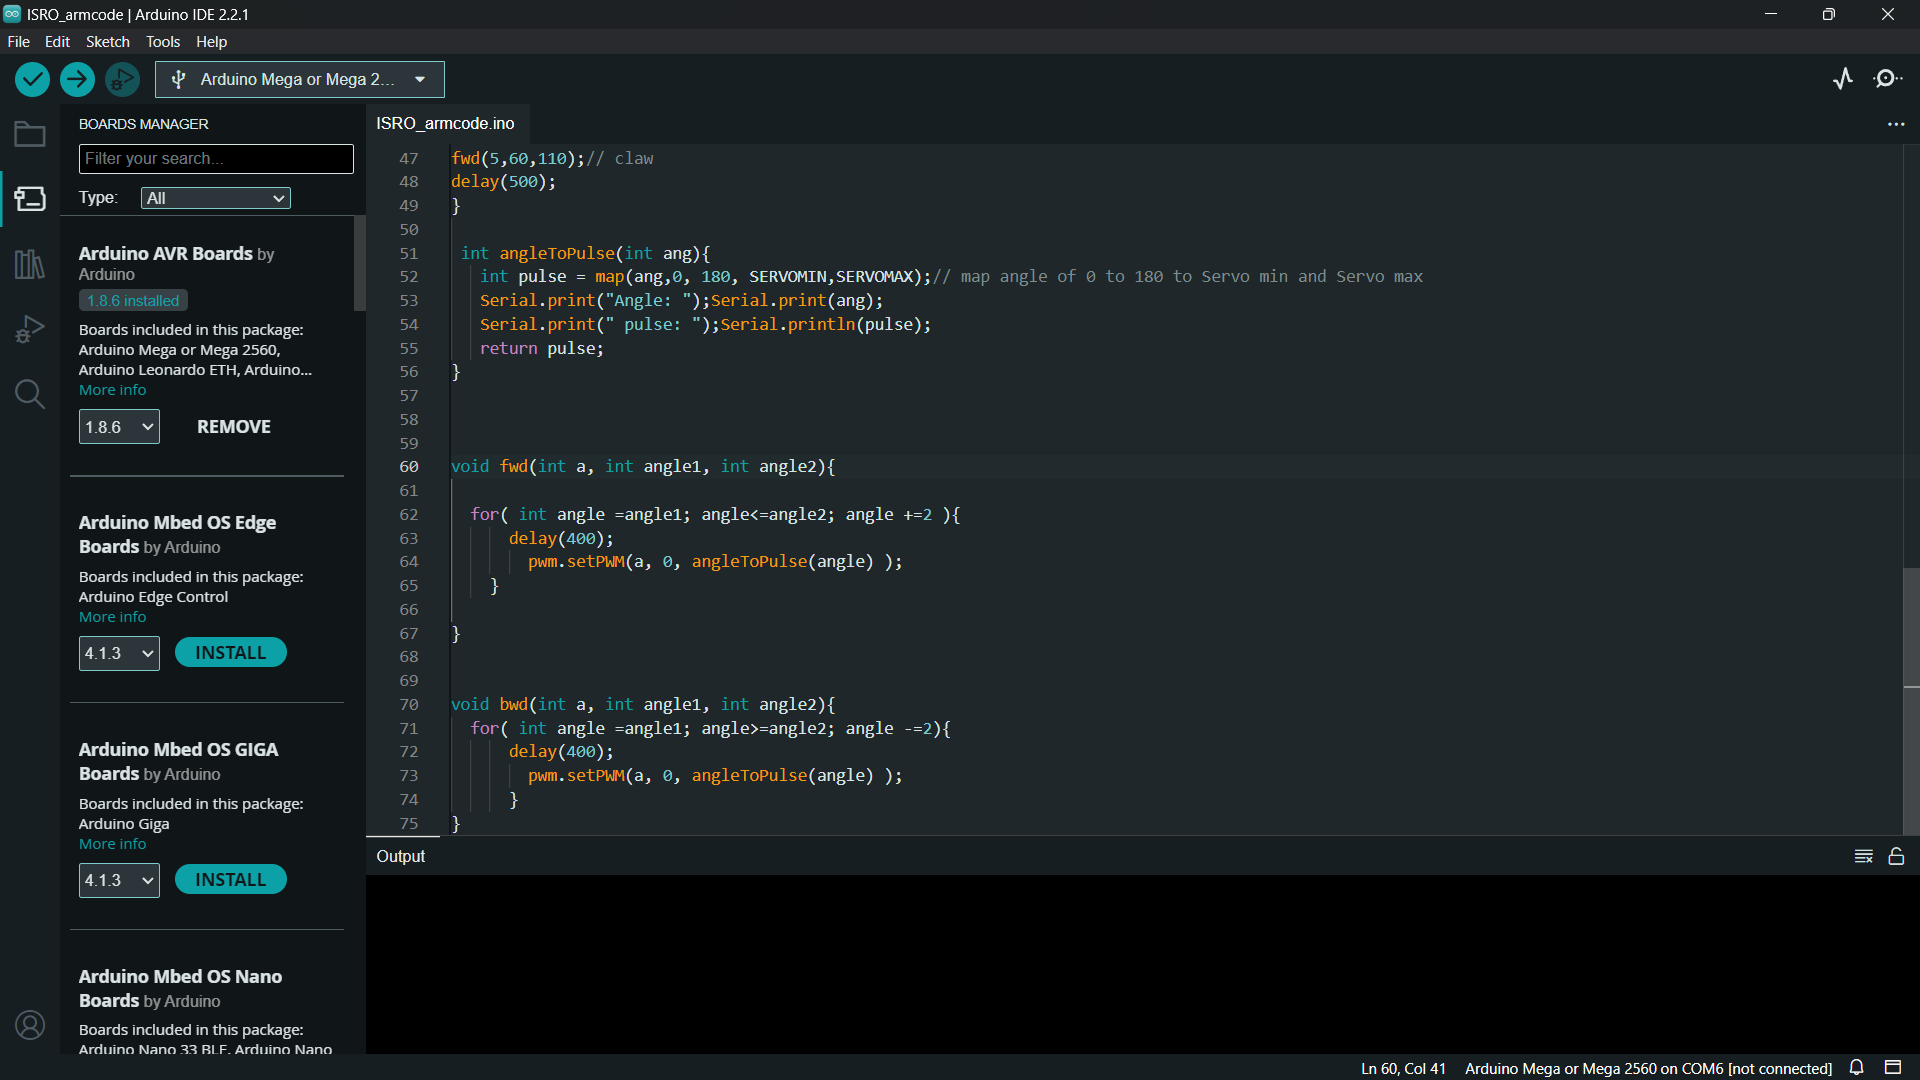 ISRO_armcode | Arduino IDE 2.2.1
File Edit Sketch Tools Help
Arduino Mega or Mega 2...
BOARDS MANAGER
Filter your search...
Type: All
Arduino AVR Boards by
Arduino
1.8.6 installed
Boards included in this package:
Arduino Mega or Mega 2560,
Arduino Leonardo ETH, Arduino...
More info
1.8.6 REMOVE
Arduino Mbed OS Edge
Boards by Arduino
Boards included in this package:
Arduino Edge Control
More info
4.1.3 INSTALL
Arduino Mbed OS GIGA
Boards by Arduino
Boards included in this package:
Arduino Giga
More info
4.1.3 INSTALL
Arduino Mbed OS Nano
Boards by Arduino
Boards included in this package:
Arduino Nano 33 BLE, Arduino Nano
ISRO_armcode.ino
47 fwd(5,60,110);// claw
48 delay(500);
49 }
50
51 int angleToPulse(int ang){
52 int pulse = map(ang,0, 180, SERVOMIN,SERVOMAX);// map angle of 0 to 180 to Servo min and Servo max
53 Serial.print("Angle: ");Serial.print(ang);
54 Serial.print(" pulse: ");Serial.println(pulse);
55 return pulse;
56 }
57
58
59
60 void fwd(int a, int angle1, int angle2){
61
62 for( int angle =angle1; angle<=angle2; angle +=2 ){
63 delay(400);
64 pwm.setPWM(a, 0, angleToPulse(angle) );
65 }
66
67 }
68
69
70 void bwd(int a, int angle1, int angle2){
71 for( int angle =angle1; angle>=angle2; angle -=2){
72 delay(400);
73 pwm.setPWM(a, 0, angleToPulse(angle) );
74 }
75 }
Output
Ln 60, Col 41 Arduino Mega or Mega 2560 on COM6 [not connected]